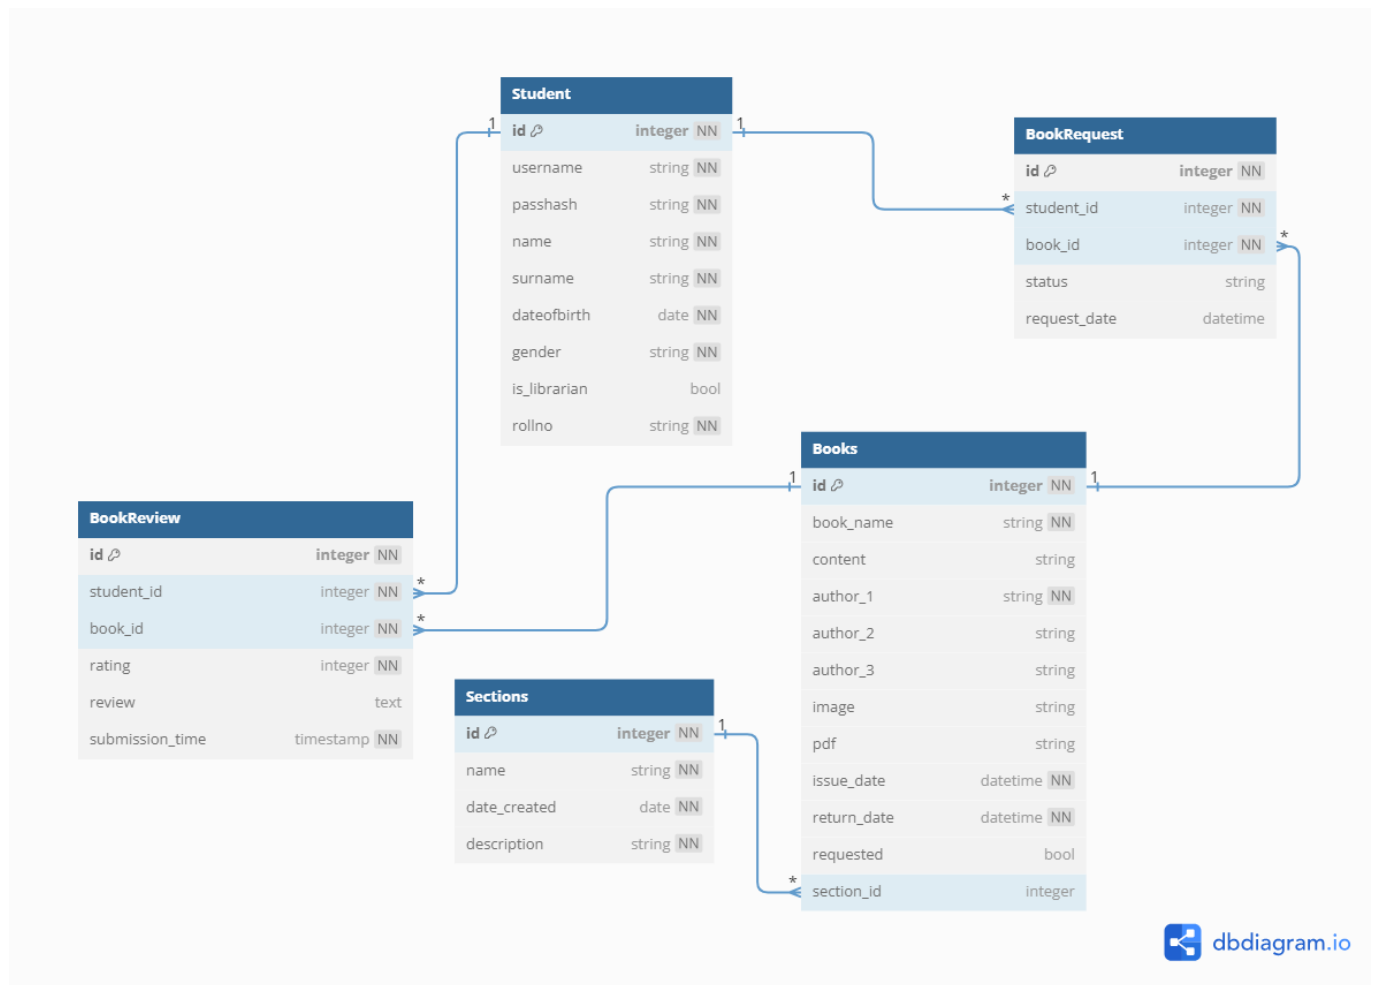 Student
1
id integer NN
1
username string NN
passhash string NN
name string NN
surname string NN
dateofbirth date NN
gender string NN
is_librarian bool
rollno string NN
BookRequest
id integer NN
*
student_id integer NN
book_id integer NN
*
status string
request_date datetime
Books
1
id integer NN
1
book_name string NN
content string
author_1 string NN
author_2 string
author_3 string
image string
pdf string
issue_date datetime NN
return_date datetime NN
requested bool
*
section_id integer
BookReview
id integer NN
student_id integer NN
*
book_id integer NN
*
rating integer NN
review text
submission_time timestamp NN
Sections
id integer NN
1
name string NN
date_created date NN
description string NN
dbdiagram.io